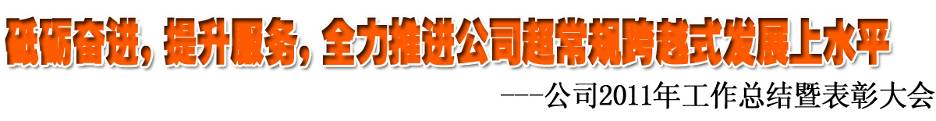 砥砺奋进，提升服务，全力推进公司超常规跨越式发展上水平
---公司2011年工作总结暨表彰大会